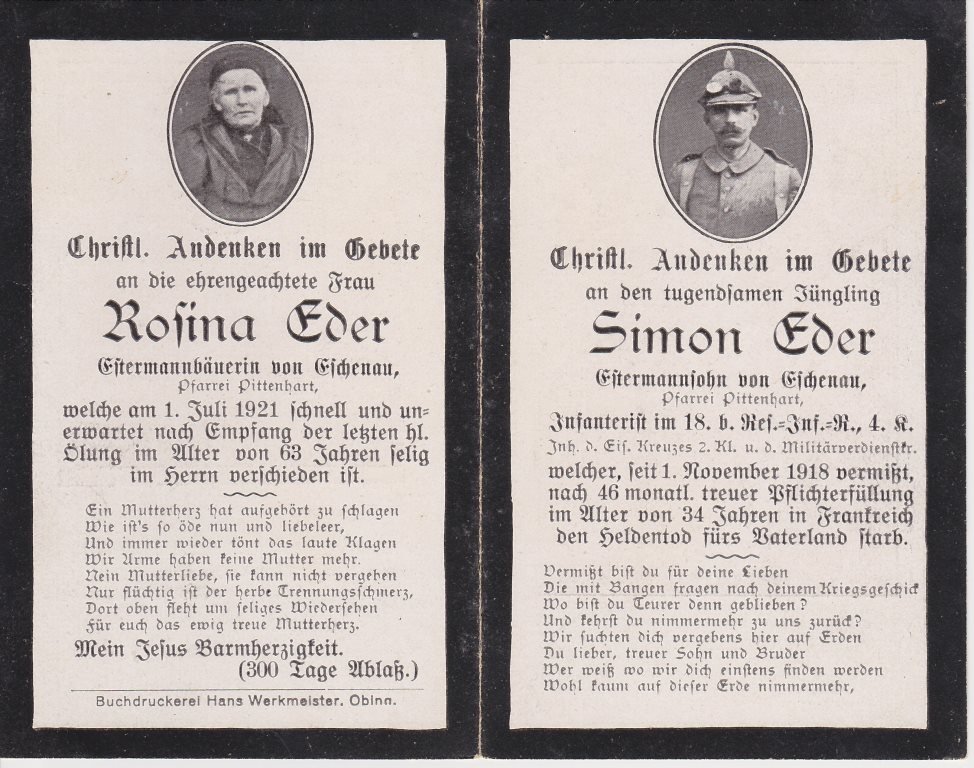 Christl. Andenken im Gebete
an die ehrengeachtete Frau
Rosina Eder
Estermannbäuerin von Eschenau,
Pfarrei Pittenhart,
welche am 1. Juli 1921 schnell und un=
erwartet nach Empfang der letzten hl.
Ölung im Alter von 63 Jahren selig
im Herrn verschieden ist.
Ein Mutterherz hat aufgehört zu schlagen
Wie ist's so öde nun und liebeleer,
Und immer wieder tönt das laute Klagen
Wir Arme haben keine Mutter mehr.
Nein Mutterliebe, sie kann nicht vergehen
Nur flüchtig ist der herbe Trennungsschmerz,
Dort oben fleht um seliges Wiedersehen
Für euch das ewig treue Mutterherz.
Mein Jesus Barmherzigkeit.
(300 Tage Ablaß.)
Buchdruckerei Hans Werkmeister. Obinn.
Christl. Andenken im Gebete
an den tugendsamen Jüngling
Simon Eder
Estermannsohn von Eschenau,
Pfarrei Pittenhart,
Infanterist im 18. b. Res.=Inf.=R., 4. K.
Inh. d. Eis. Kreuzes 2. Kl. u. d. Militärverdienstkr.
welcher, seit 1. November 1918 vermißt,
nach 46 monatl. treuer Pflichterfüllung
im Alter von 34 Jahren in Frankreich
den Heldentod fürs Vaterland starb.
Vermißt bist du für deine Lieben
Die mit Bangen fragen nach deinem Kriegsgeschick
Wo bist du Teurer denn geblieben?
Und kehrst du nimmermehr zu uns zurück?
Wir suchten dich vergebens hier auf Erden
Du lieber, treuer Sohn und Bruder
Wer weiß wo wir dich einstens finden werden
Wohl kaum auf dieser Erde nimmermehr,